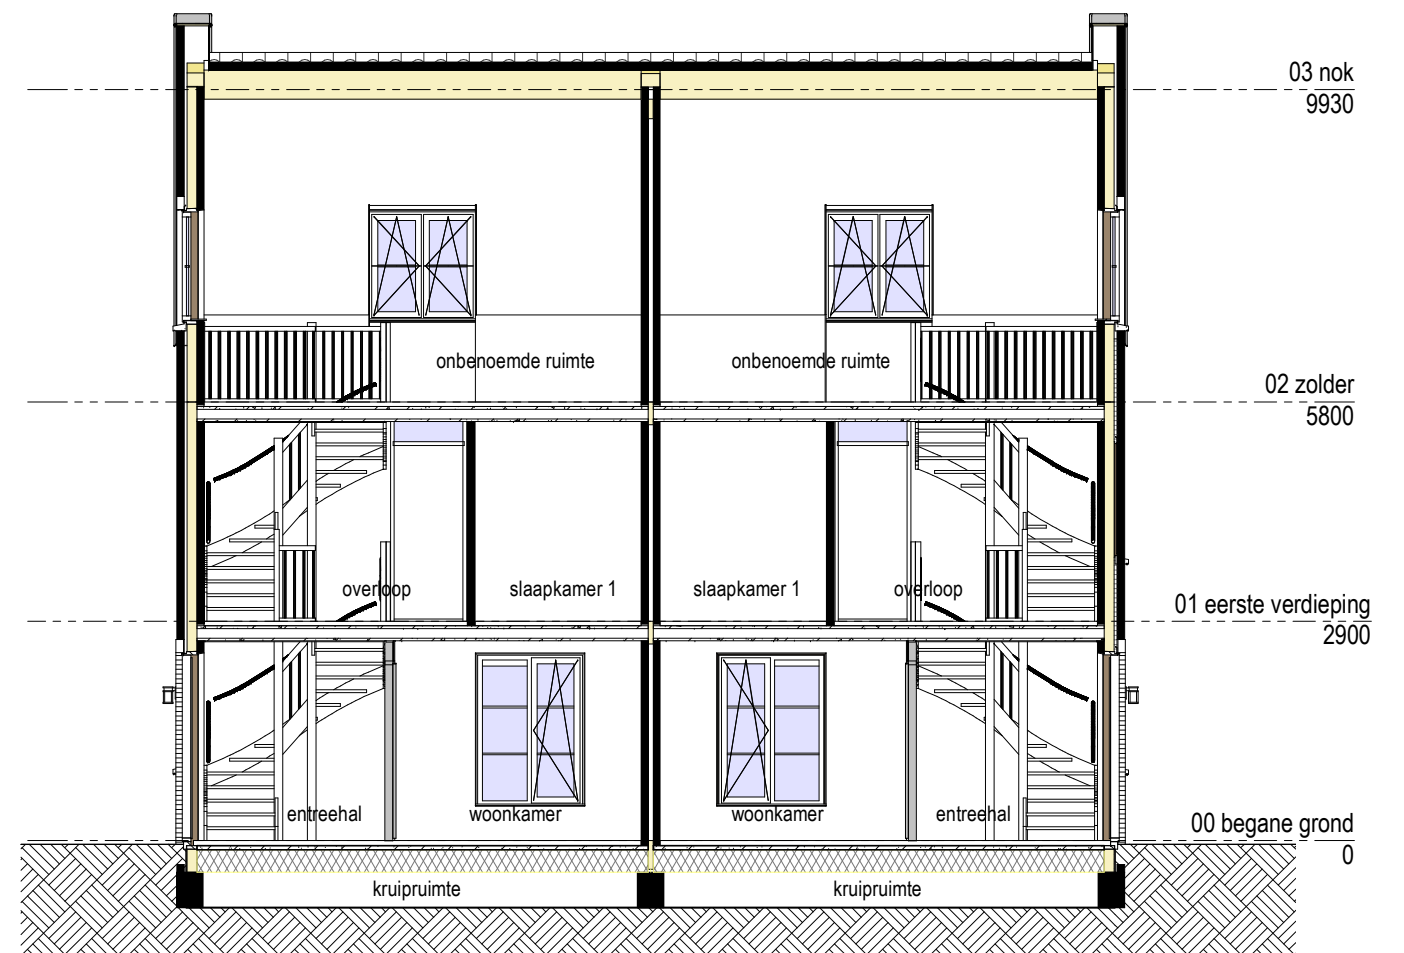 03 nok
9930
onbenoemde ruimte onbenoemde ruimte
02 zolder
5800
overloop slaapkamer 1 slaapkamer 1 overloop
01 eerste verdieping
2900
entreehal woonkamer woonkamer entreehal
00 begane grond
0
kruipruimte kruipruimte